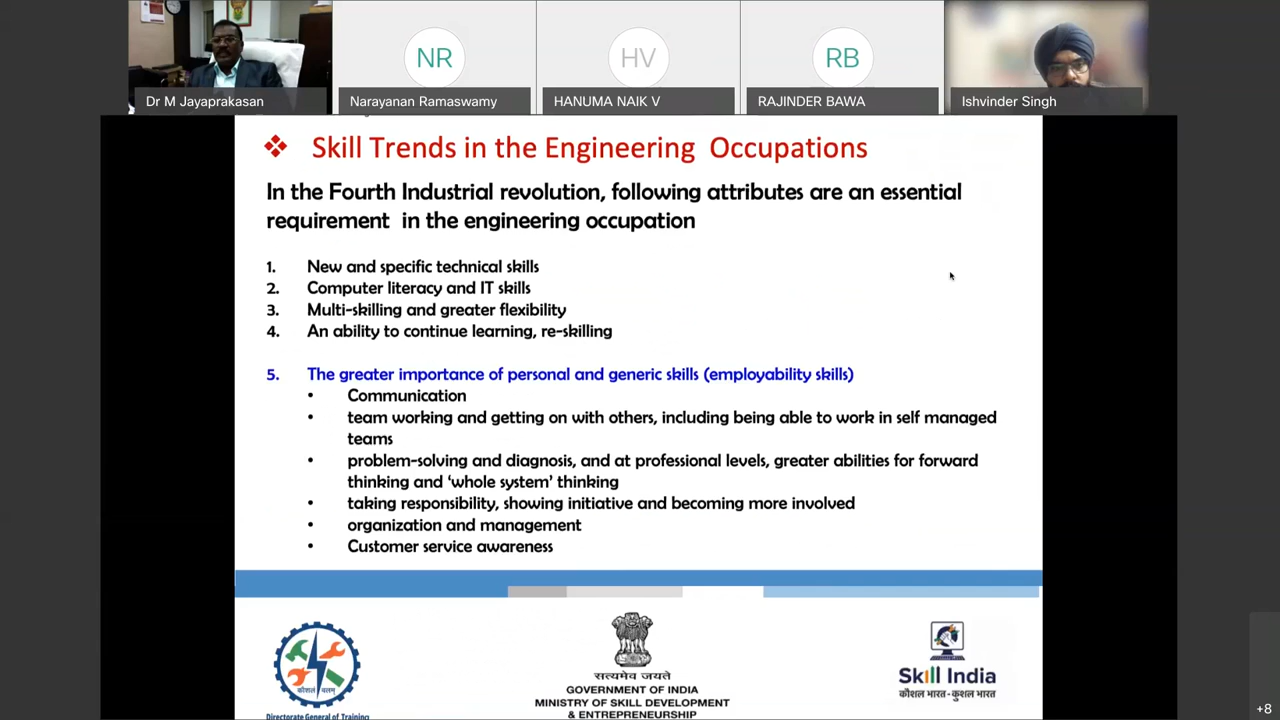 NR
HV
RB
Dr M Jayaprakasan
Narayanan Ramaswamy
HANUMA NAIK V
RAJINDER BAWA
Ishvinder Singh
Skill Trends in the Engineering Occupations
In the Fourth Industrial revolution, following attributes are an essential
requirement in the engineering occupation
1. New and specific technical skills
2. Computer literacy and IT skills
3. Multi-skilling and greater flexibility
4. An ability to continue learning, re-skilling
5. The greater importance of personal and generic skills (employability skills)
• Communication
• team working and getting on with others, including being able to work in self managed
teams
• problem-solving and diagnosis, and at professional levels, greater abilities for forward
thinking and ‘whole system’ thinking
• taking responsibility, showing initiative and becoming more involved
• organization and management
• Customer service awareness
कौशलं बलम्
Directorate General of Training
सत्यमेव जयते
GOVERNMENT OF INDIA
MINISTRY OF SKILL DEVELOPMENT
& ENTREPRENEURSHIP
Skill India
कौशल भारत - कुशल भारत
+8